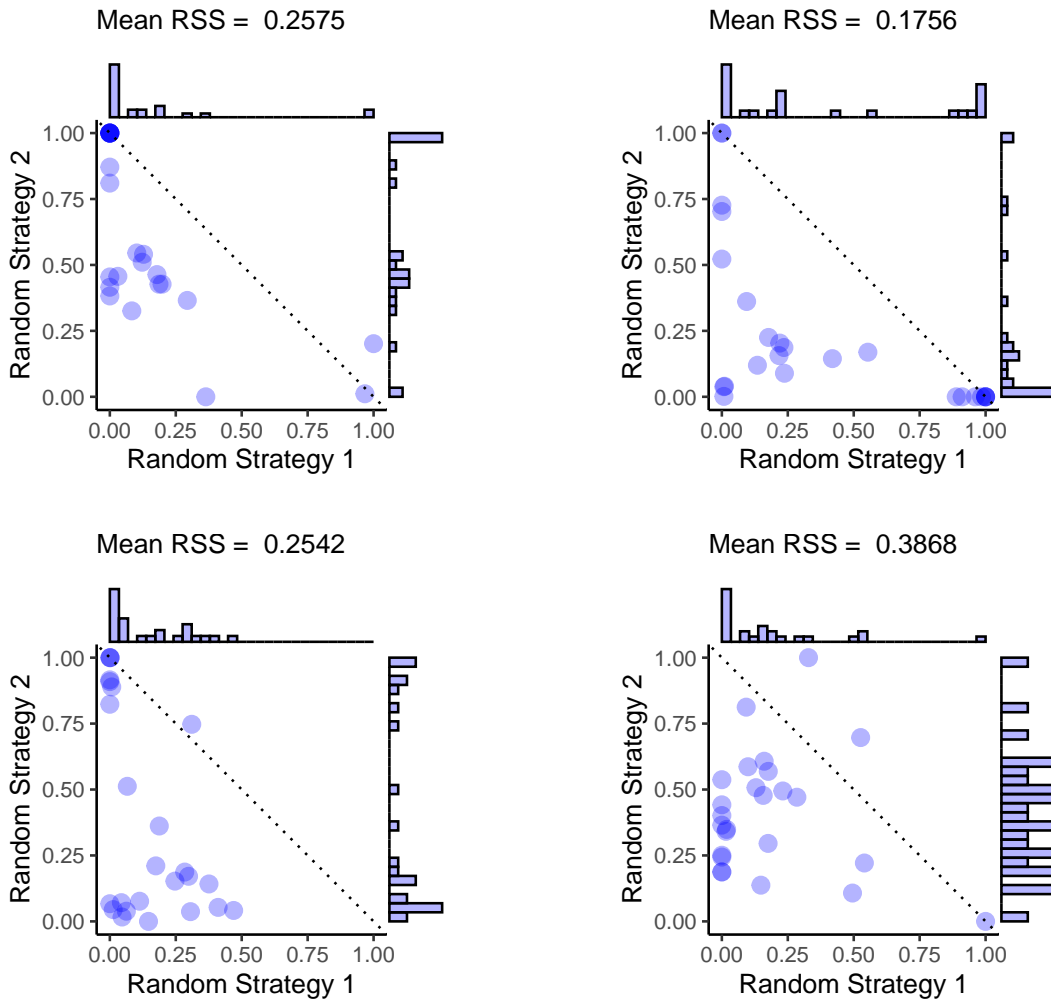 Mean RSS =  0.2575
1.00
0.75
0.50
0.25
0.00
Random Strategy 2
0.00 0.25 0.50 0.75 1.00
Random Strategy 1
Mean RSS =  0.1756
1.00
0.75
0.50
0.25
0.00
Random Strategy 2
0.00 0.25 0.50 0.75 1.00
Random Strategy 1
Mean RSS =  0.2542
1.00
0.75
0.50
0.25
0.00
Random Strategy 2
0.00 0.25 0.50 0.75 1.00
Random Strategy 1
Mean RSS =  0.3868
1.00
0.75
0.50
0.25
0.00
Random Strategy 2
0.00 0.25 0.50 0.75 1.00
Random Strategy 1